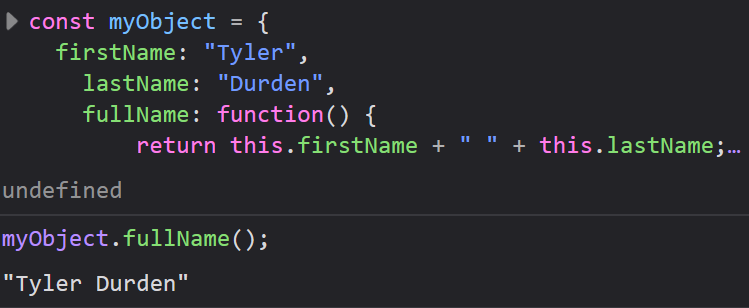 const myObject = {
firstName: "Tyler",
lastName: "Durden",
fullName: function() {
return this.firstName + " " + this.lastName;…
undefined
myObject.fullName();
"Tyler Durden"